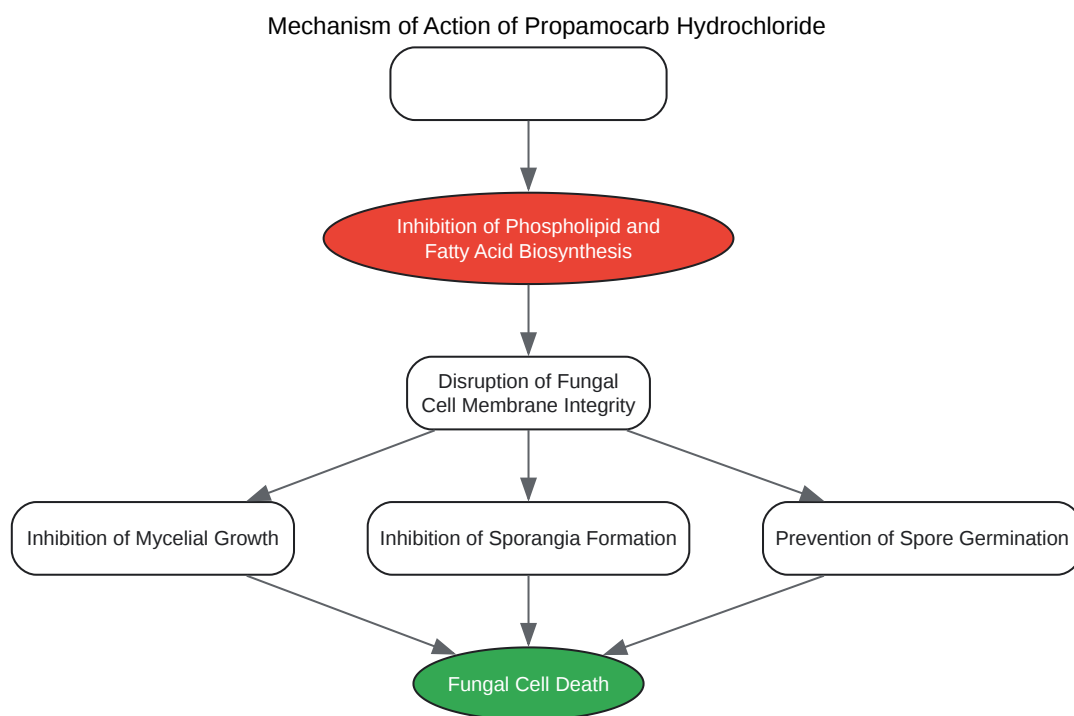 Mechanism of Action of Propamocarb Hydrochloride
Inhibition of Phospholipid and
Fatty Acid Biosynthesis
Disruption of Fungal
Cell Membrane Integrity
Inhibition of Mycelial Growth
Inhibition of Sporangia Formation
Prevention of Spore Germination
Fungal Cell Death